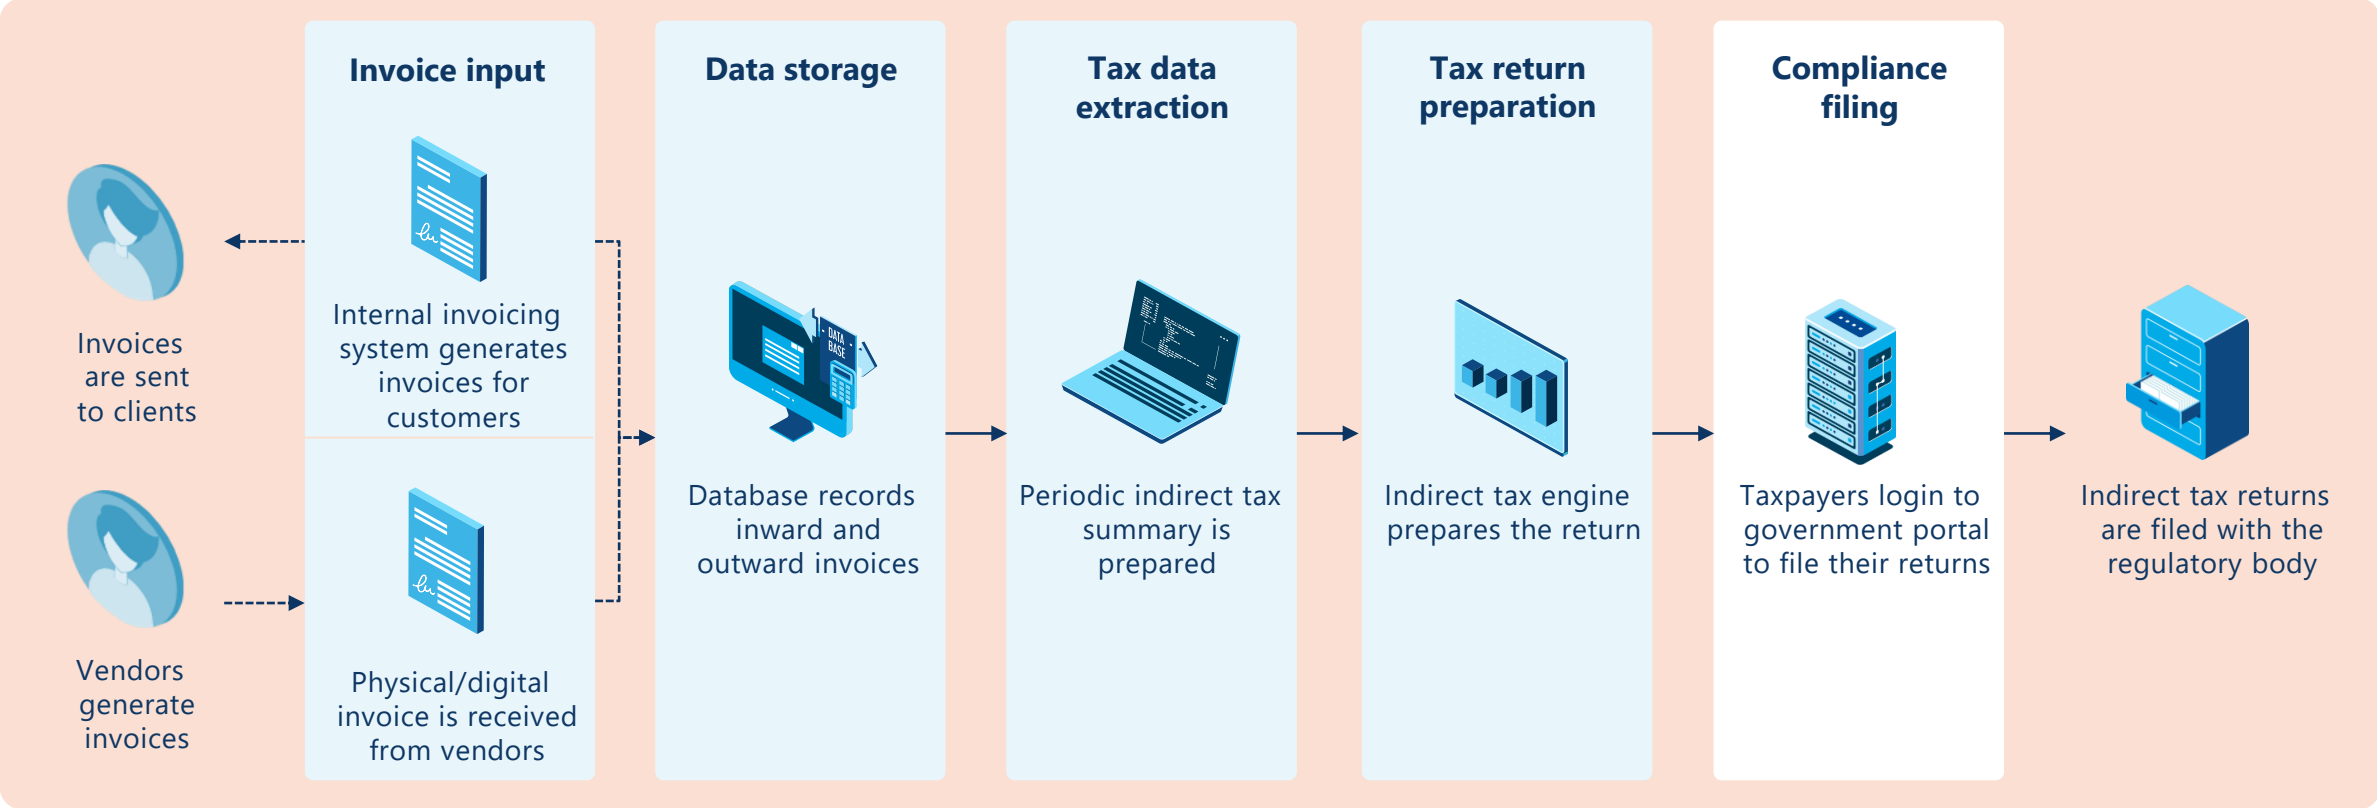 Invoice input
Data storage
Tax data
extraction
Tax return
preparation
Compliance
filing
Invoices
are sent
to clients
Internal invoicing
system generates
invoices for
customers
Vendors
generate
invoices
Physical/digital
invoice is received
from vendors
DATA
BASE
Database records
inward and
outward invoices
Periodic indirect tax
summary is
prepared
Indirect tax engine
prepares the return
Taxpayers login to
government portal
to file their returns
Indirect tax returns
are filed with the
regulatory body